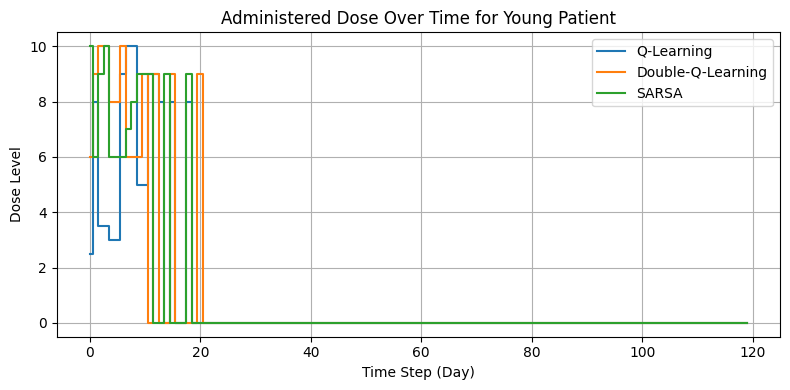 Administered Dose Over Time for Young Patient
Q-Learning
Double-Q-Learning
SARSA
10
8
6
4
2
0
Dose Level
0 20 40 60 80 100 120
Time Step (Day)